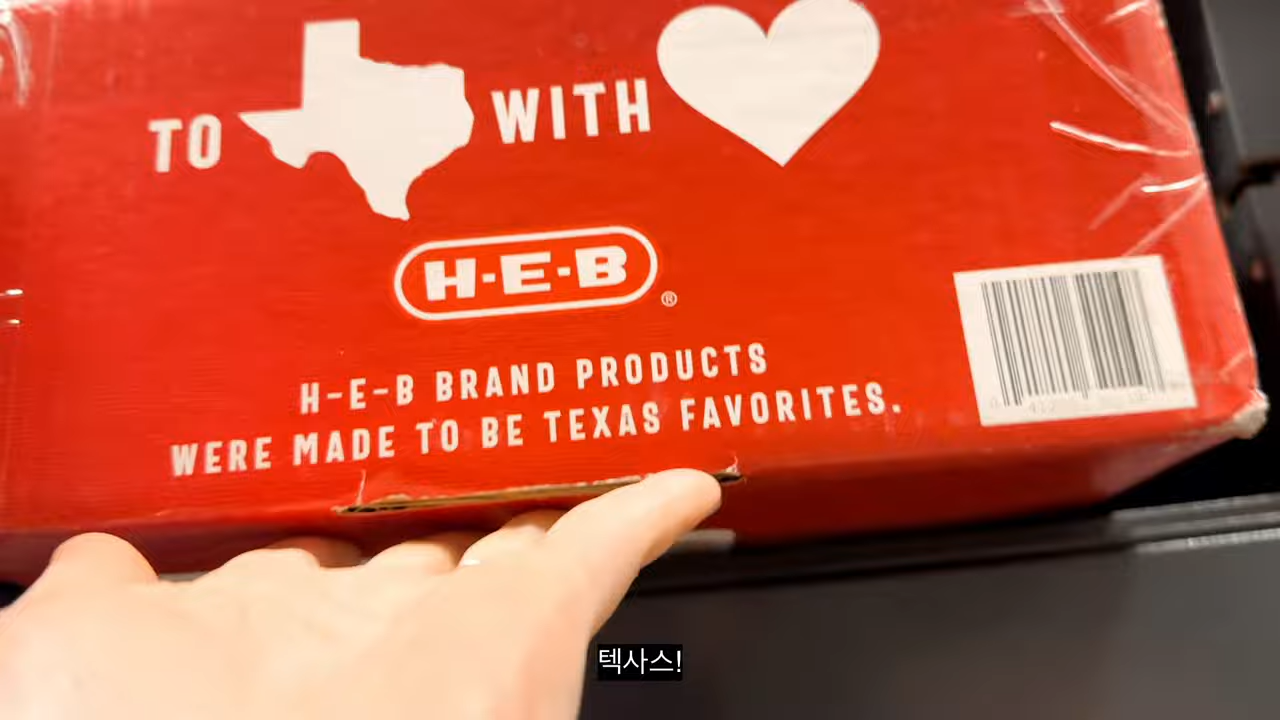 TO WITH
H-E-B ®
H-E-B BRAND PRODUCTS
WERE MADE TO BE TEXAS FAVORITES.
텍사스!